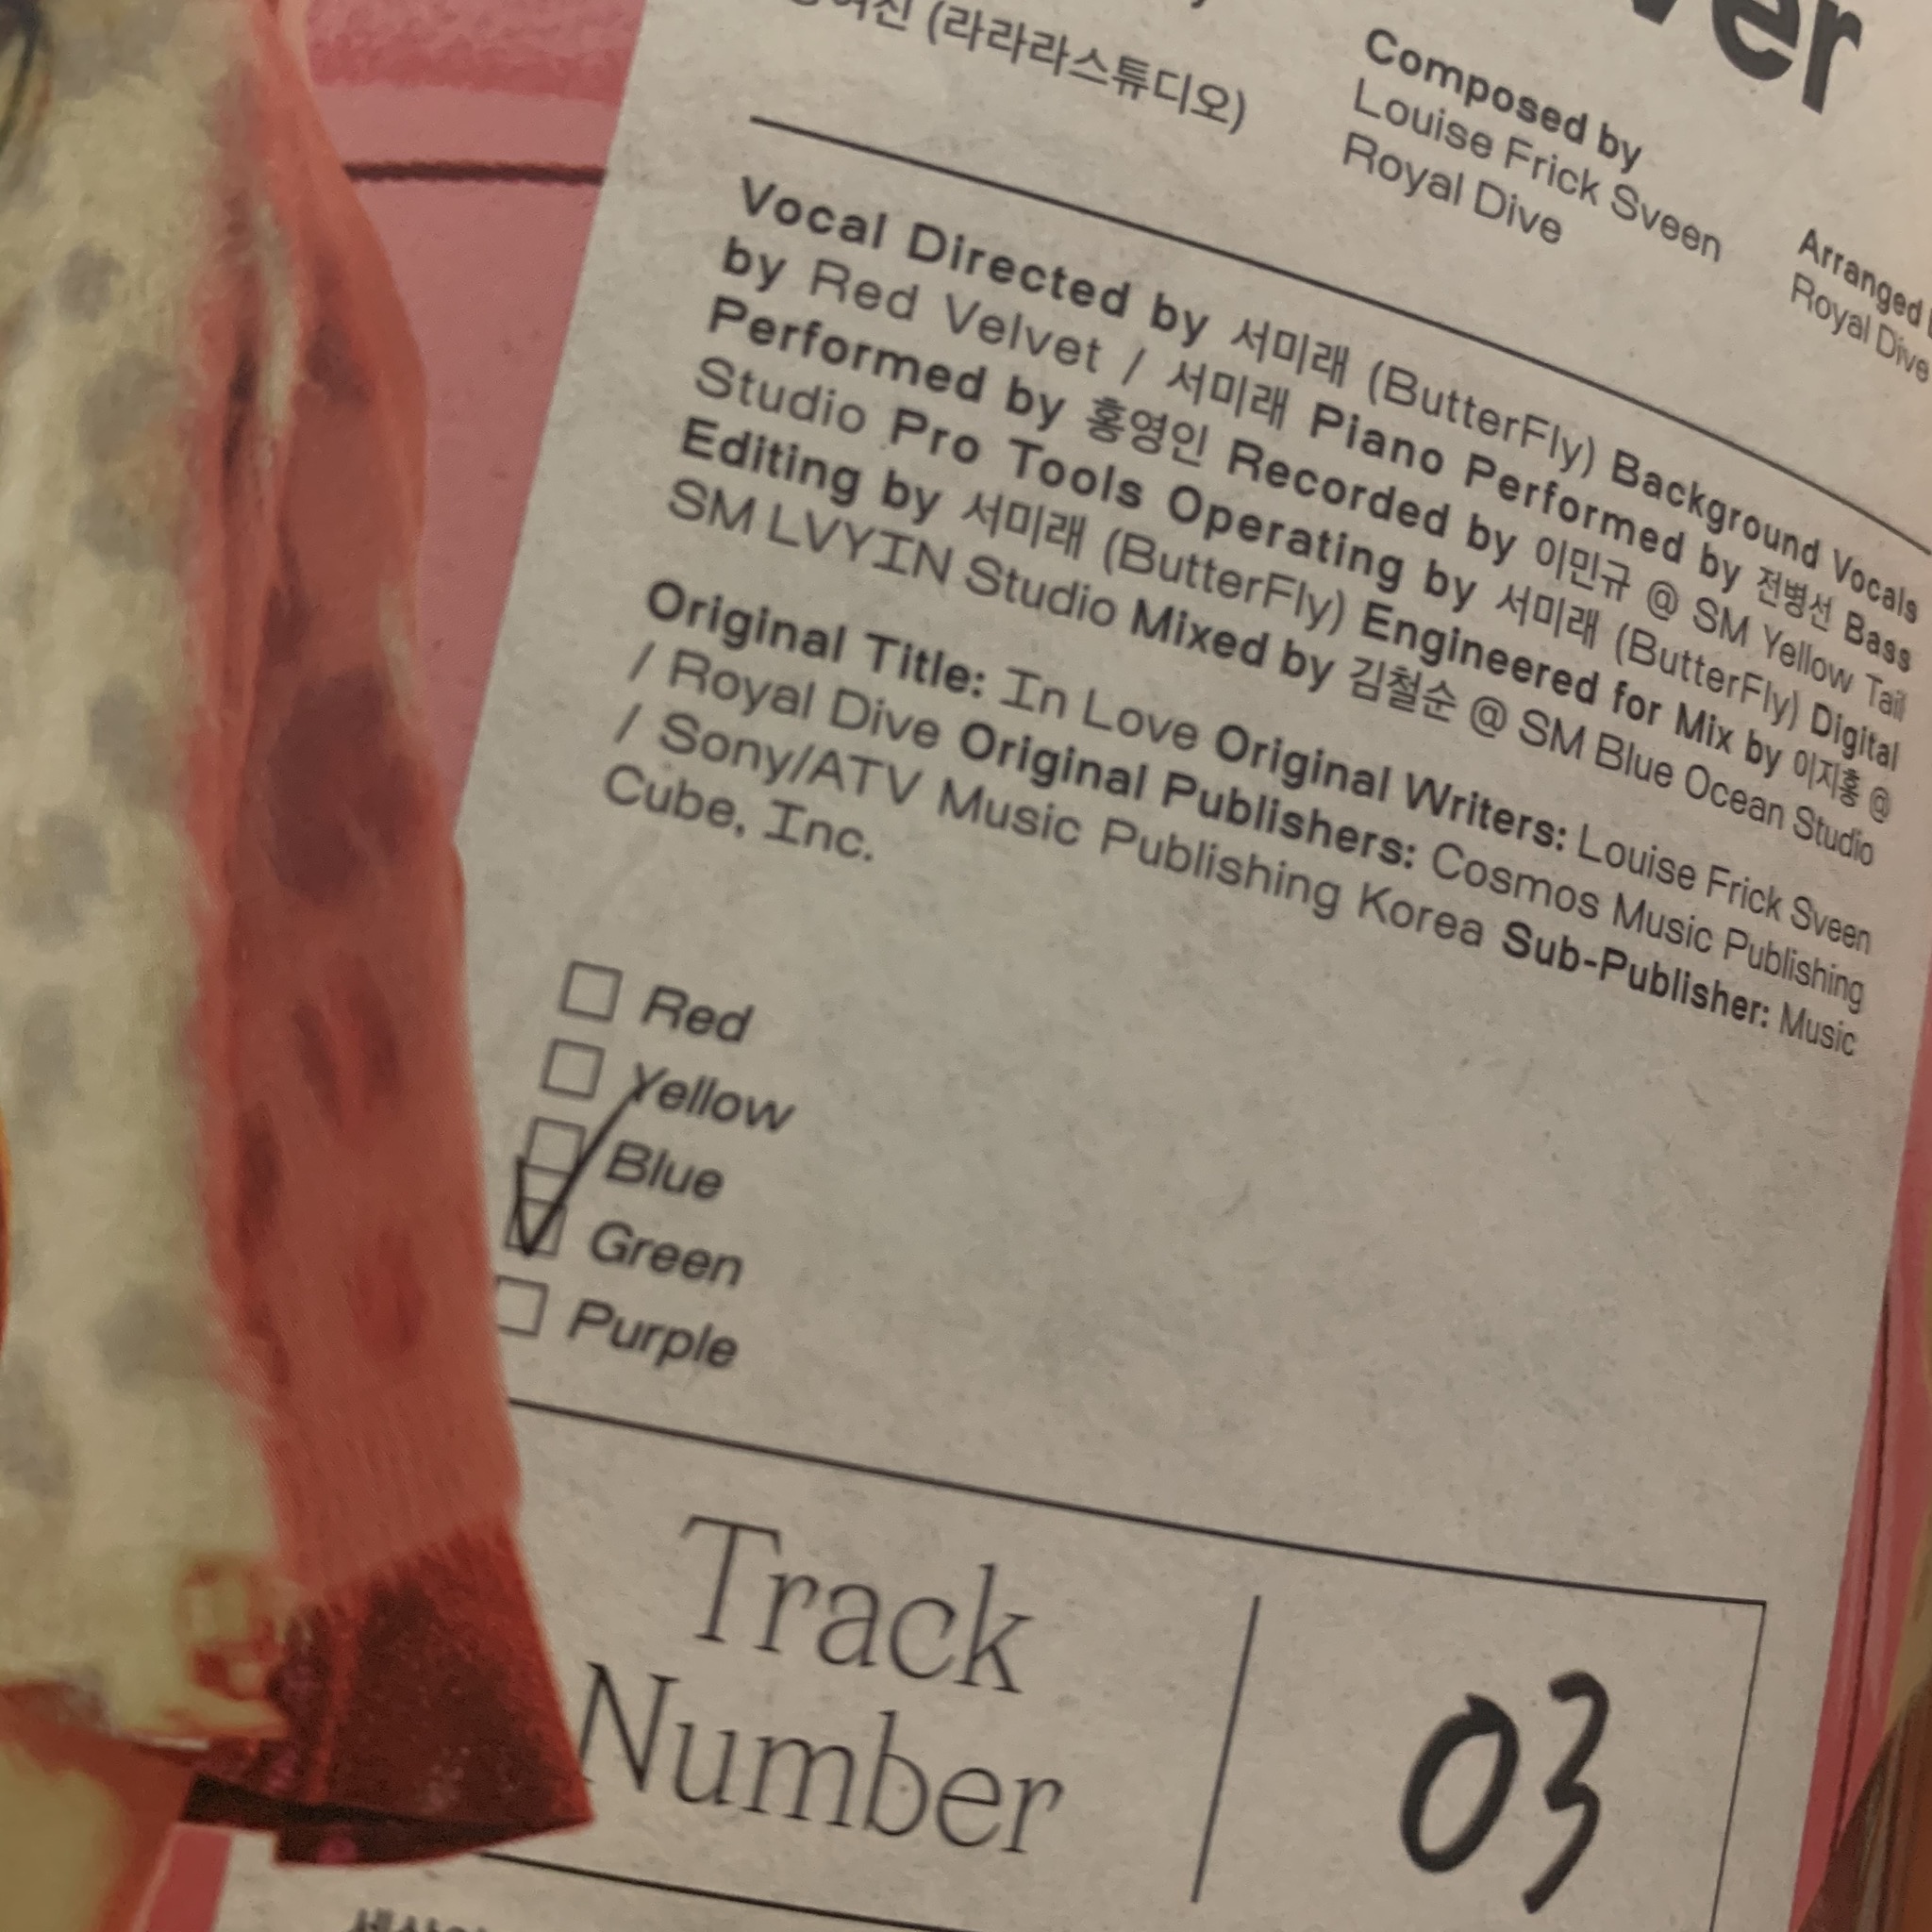 (라라라스튜디오)
Composed by
Louise Frick Sveen
Royal Dive
Arranged
Royal Dive
Vocal Directed by 서미래 (ButterFly) Background Vocals
by Red Velvet / 서미래 Piano Performed by 전병선 Bass
Performed by 홍영인 Recorded by 이민규 @ SM Yellow Tail
Studio Pro Tools Operating by 서미래 (ButterFly) Digital
Editing by 서미래 (ButterFly) Engineered for Mix by 이지홍 @
SM LVYIN Studio Mixed by 김철순 @ SM Blue Ocean Studio
Original Title: In Love Original Writers: Louise Frick Sveen
/ Royal Dive Original Publishers: Cosmos Music Publishing
/ Sony/ATV Music Publishing Korea Sub-Publisher: Music
Cube, Inc.
Red
Yellow
Blue
Green
Purple
Track
Number
03